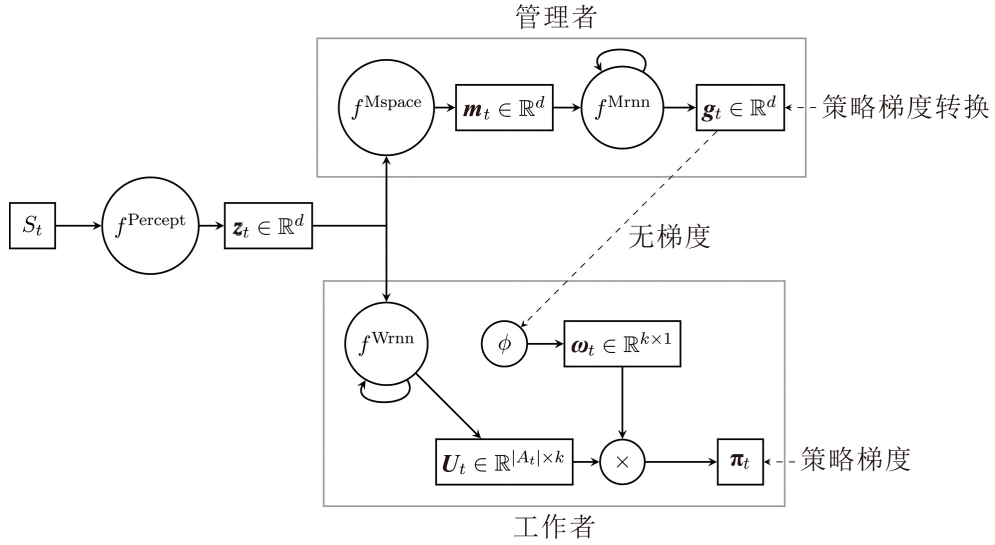 管理者
f^Mspace
m_t ∈ ℝ^d
f^Mrnn
g_t ∈ ℝ^d
策略梯度转换
S_t
f^Percept
z_t ∈ ℝ^d
无梯度
f^Wrnn
ϕ
ω_t ∈ ℝ^{k×1}
U_t ∈ ℝ^{|A_t|×k}
×
π_t
策略梯度
工作者